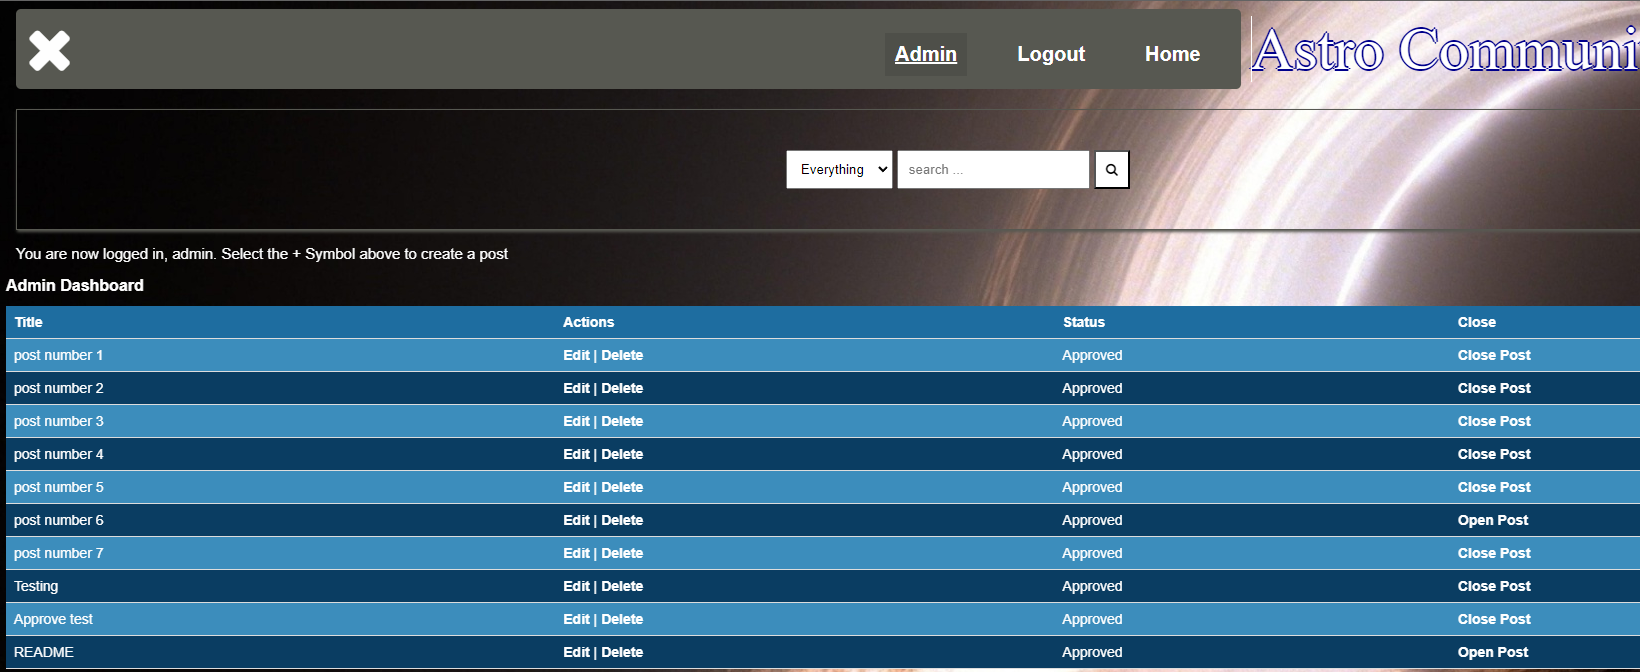 Admin Logout Home Astro Communi
Everything search ...
You are now logged in, admin. Select the + Symbol above to create a post
Admin Dashboard
Title Actions Status Close
post number 1 Edit | Delete Approved Close Post
post number 2 Edit | Delete Approved Close Post
post number 3 Edit | Delete Approved Close Post
post number 4 Edit | Delete Approved Close Post
post number 5 Edit | Delete Approved Close Post
post number 6 Edit | Delete Approved Open Post
post number 7 Edit | Delete Approved Close Post
Testing Edit | Delete Approved Close Post
Approve test Edit | Delete Approved Close Post
README Edit | Delete Approved Open Post